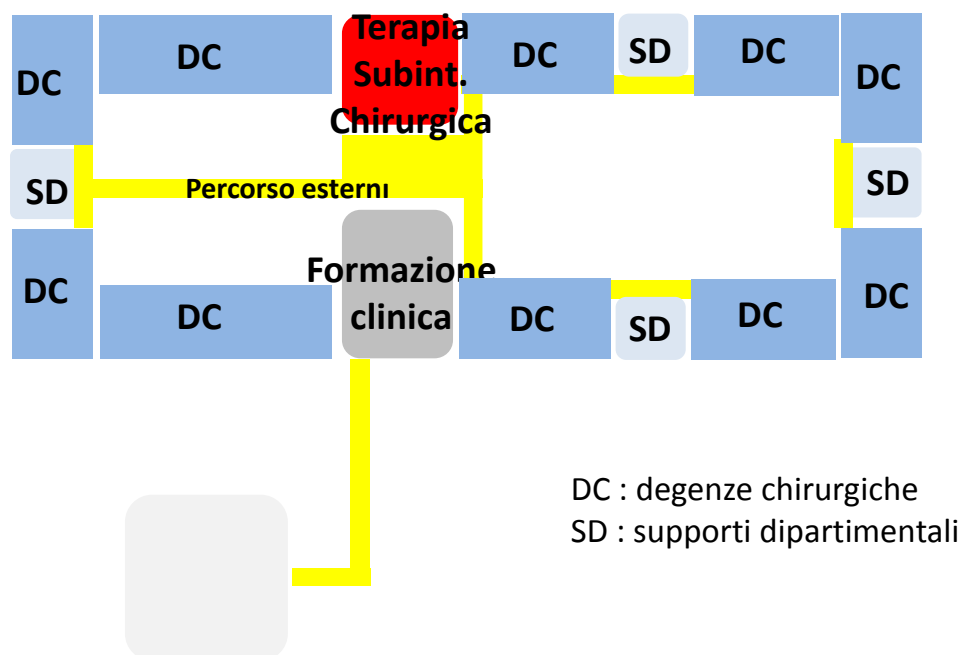 DC
DC
Terapia
Subint.
Chirurgica
DC
SD
DC
DC
SD
Percorso esterni
SD
DC
DC
Formazione
clinica
DC
SD
DC
DC
DC : degenze chirurgiche
SD : supporti dipartimentali